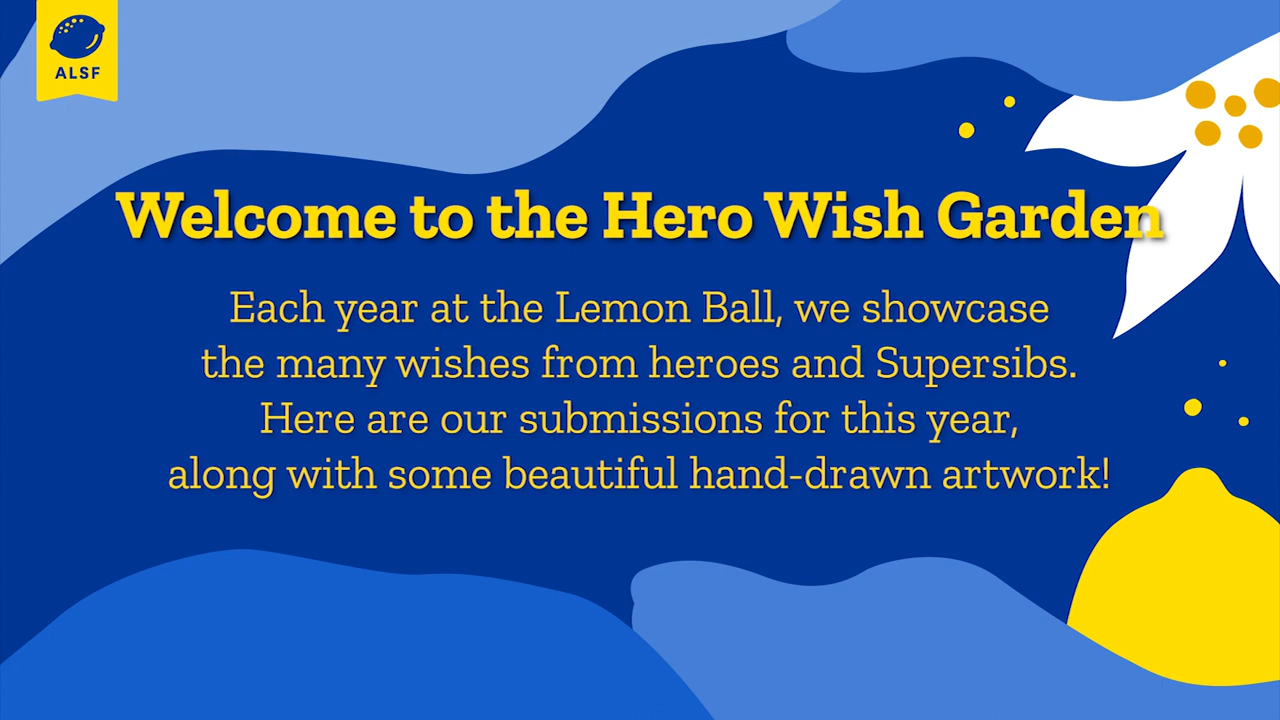 ALSF
Welcome to the Hero Wish Garden
Each year at the Lemon Ball, we showcase
the many wishes from heroes and Supersibs.
Here are our submissions for this year,
along with some beautiful hand-drawn artwork!